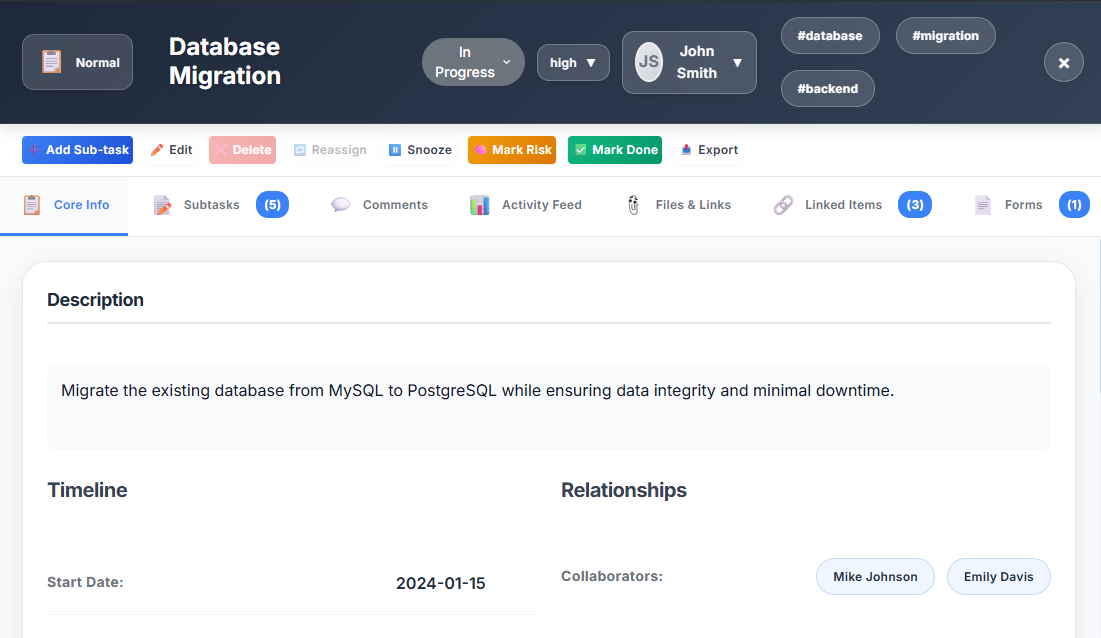 Normal
Database
Migration
In
Progress
high ▼
JS
John
Smith
▼
#database
#migration
#backend
×
Add Sub-task
Edit
Delete
Reassign
Snooze
Mark Risk
Mark Done
Export
Core Info
Subtasks (5)
Comments
Activity Feed
Files & Links
Linked Items (3)
Forms (1)
Description
Migrate the existing database from MySQL to PostgreSQL while ensuring data integrity and minimal downtime.
Timeline
Relationships
Start Date: 2024-01-15
Collaborators: Mike Johnson Emily Davis